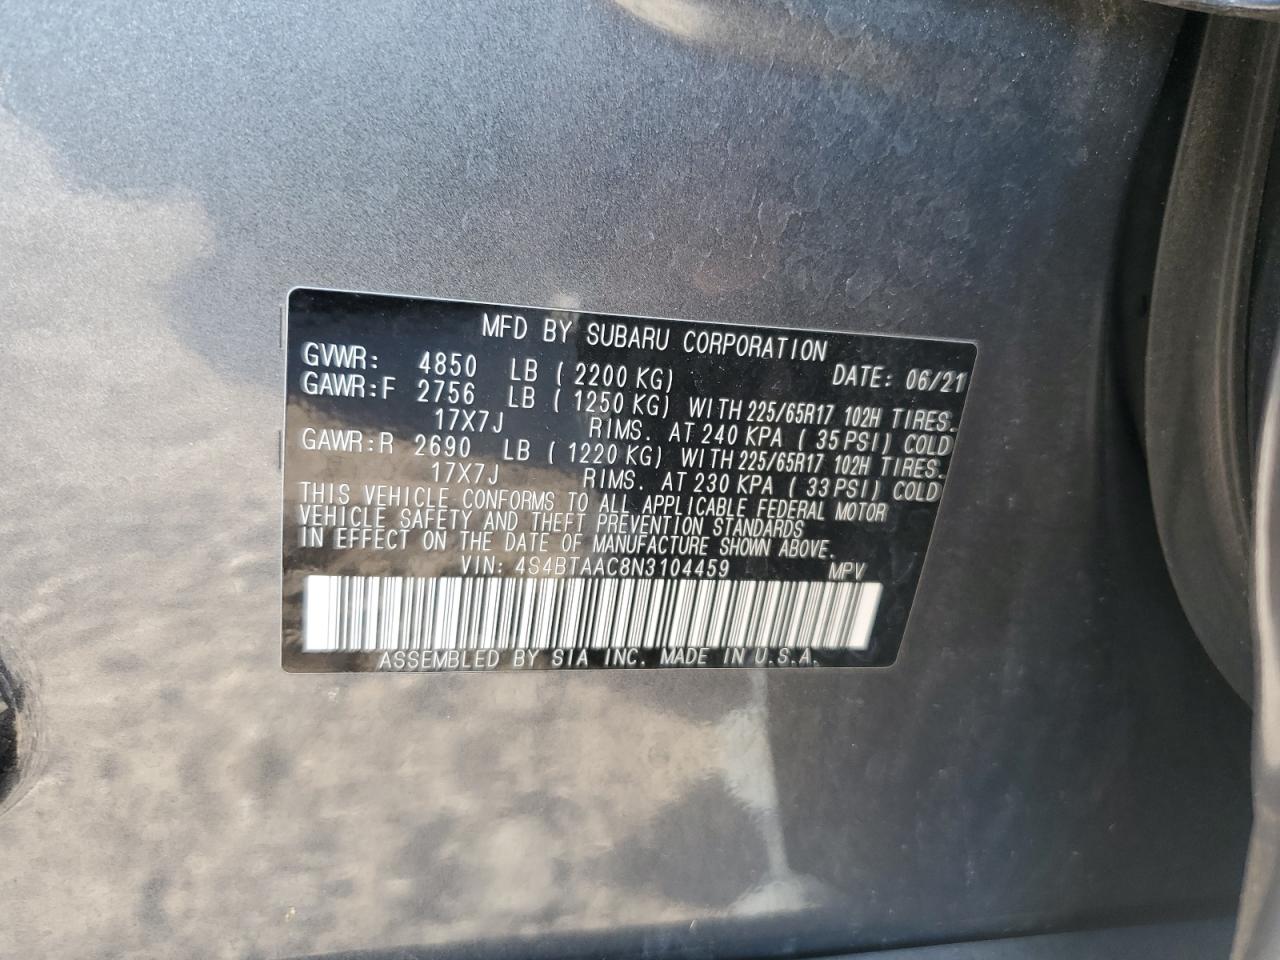 MFD BY SUBARU CORPORATION
GVWR: 4850 LB ( 2200 KG) DATE: 06/21
GAWR:F 2756 LB ( 1250 KG) WITH 225/65R17 102H TIRES.
17X7J RIMS. AT 240 KPA ( 35 PSI) COLD
GAWR:R 2690 LB ( 1220 KG) WITH 225/65R17 102H TIRES.
17X7J RIMS. AT 230 KPA ( 33 PSI) COLD
THIS VEHICLE CONFORMS TO ALL APPLICABLE FEDERAL MOTOR
VEHICLE SAFETY AND THEFT PREVENTION STANDARDS
IN EFFECT ON THE DATE OF MANUFACTURE SHOWN ABOVE.
VIN: 4S4BTAAC8N3104459 MPV
ASSEMBLED BY SIA INC. MADE IN U.S.A.